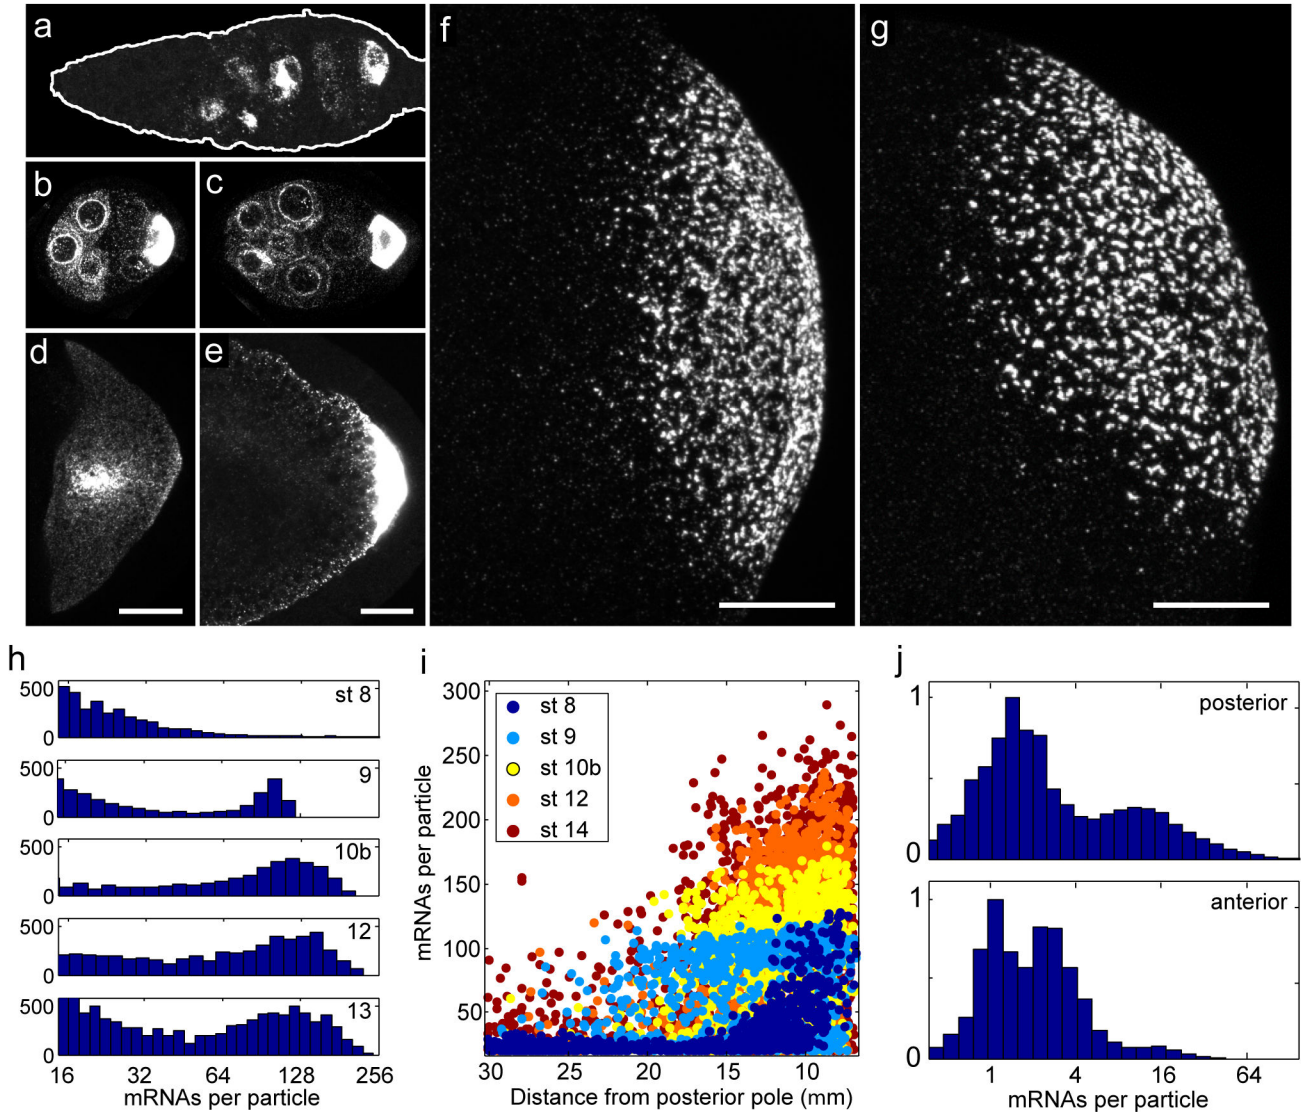 a
b
c
d
e
f
g
h
500
0
st 8
500
0
9
500
0
10b
500
0
12
500
0
13
16 32 64 128 256
mRNAs per particle
i
300
250
200
150
100
50
mRNAs per particle
st 8
st 9
st 10b
st 12
st 14
30 25 20 15 10
Distance from posterior pole (mm)
j
1
0
posterior
1
0
anterior
1 4 16 64
mRNAs per particle